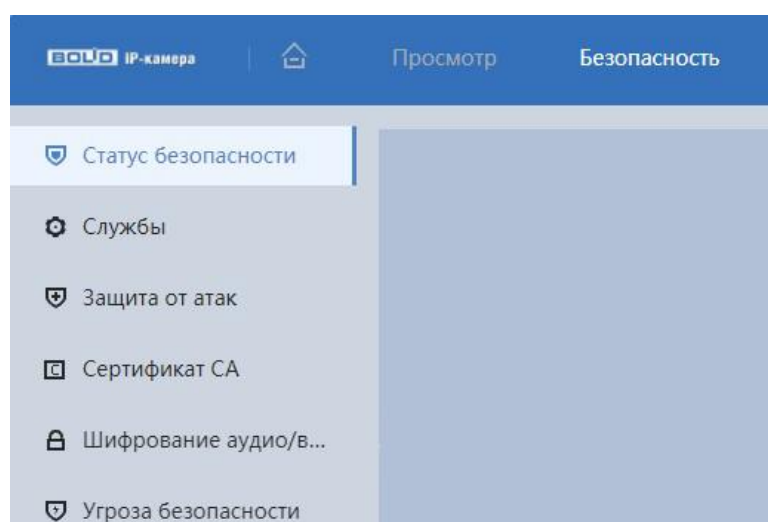 BOLID IP-камера
Просмотр
Безопасность
Статус безопасности
Службы
Защита от атак
Сертификат CA
Шифрование аудио/в...
Угроза безопасности